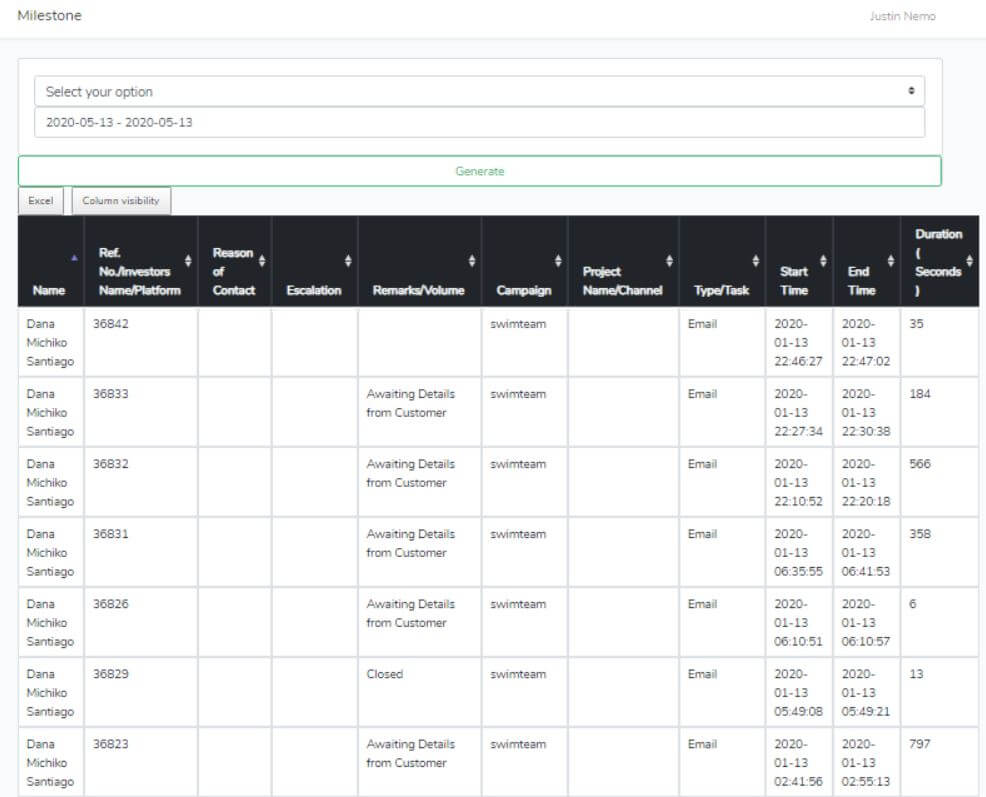 Milestone
Justin Nemo
Select your option
2020-05-13 - 2020-05-13
Generate
Excel
Column visibility
Name
Ref.
No./Investors
Name/Platform
Reason
of
Contact
Escalation
Remarks/Volume
Campaign
Project
Name/Channel
Type/Task
Start
Time
End
Time
Duration
(
Seconds
)
Dana
Michiko
Santiago
36842
swimteam
Email
2020-
01-13
22:46:27
2020-
01-13
22:47:02
35
Dana
Michiko
Santiago
36833
Awaiting Details
from Customer
swimteam
Email
2020-
01-13
22:27:34
2020-
01-13
22:30:38
184
Dana
Michiko
Santiago
36832
Awaiting Details
from Customer
swimteam
Email
2020-
01-13
22:10:52
2020-
01-13
22:20:18
566
Dana
Michiko
Santiago
36831
Awaiting Details
from Customer
swimteam
Email
2020-
01-13
06:35:55
2020-
01-13
06:41:53
358
Dana
Michiko
Santiago
36826
Awaiting Details
from Customer
swimteam
Email
2020-
01-13
06:10:51
2020-
01-13
06:10:57
6
Dana
Michiko
Santiago
36829
Closed
swimteam
Email
2020-
01-13
05:49:08
2020-
01-13
05:49:21
13
Dana
Michiko
Santiago
36823
Awaiting Details
from Customer
swimteam
Email
2020-
01-13
02:41:56
2020-
01-13
02:55:13
797